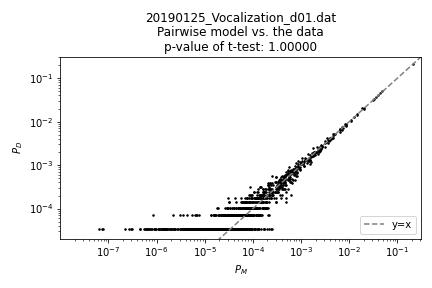 20190125_Vocalization_d01.dat
Pairwise model vs. the data
p-value of t-test: 1.00000
P_D
10⁻¹
10⁻²
10⁻³
10⁻⁴
y=x
10⁻⁷ 10⁻⁶ 10⁻⁵ 10⁻⁴ 10⁻³ 10⁻² 10⁻¹
P_M